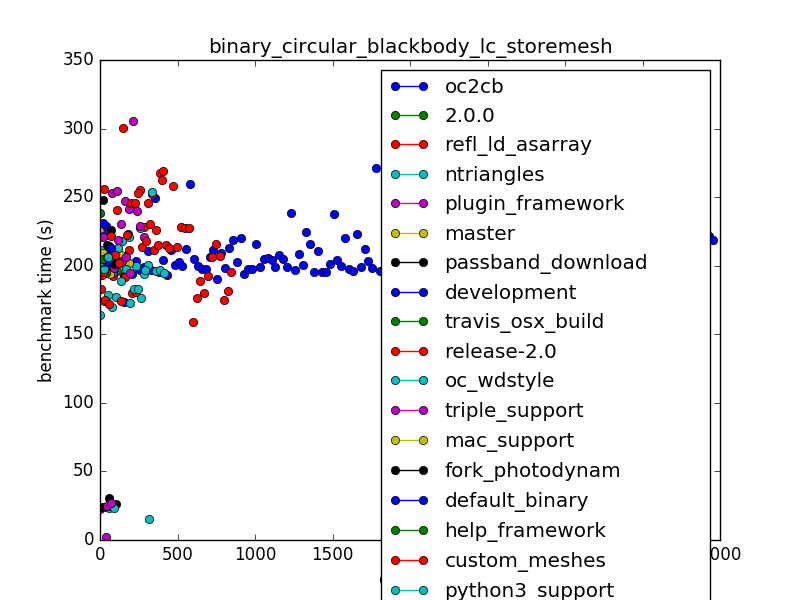 binary_circular_blackbody_lc_storemesh
350
300
250
200
150
100
50
0
benchmark time (s)
0
500
1000
1500
000
oc2cb
2.0.0
refl_ld_asarray
ntriangles
plugin_framework
master
passband_download
development
travis_osx_build
release-2.0
oc_wdstyle
triple_support
mac_support
fork_photodynam
default_binary
help_framework
custom_meshes
python3_support